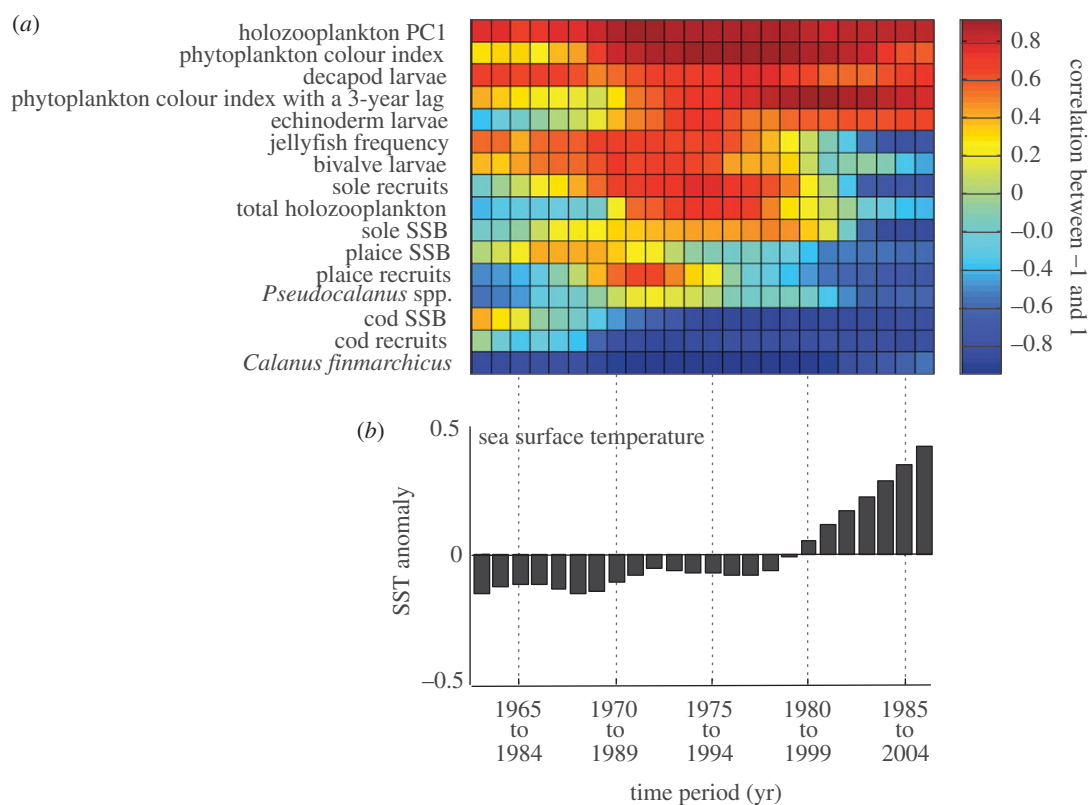 (a)
holozooplankton PC1
phytoplankton colour index
decapod larvae
phytoplankton colour index with a 3-year lag
echinoderm larvae
jellyfish frequency
bivalve larvae
sole recruits
total holozooplankton
sole SSB
plaice SSB
plaice recruits
Pseudocalanus spp.
cod SSB
cod recruits
Calanus finmarchicus
0.8
0.6
0.4
0.2
0
–0.0
–0.4
–0.6
–0.8
correlation between –1 and 1
(b)
sea surface temperature
SST anomaly
0.5
0
–0.5
1965 1970 1975 1980 1985
to to to to to
1984 1989 1994 1999 2004
time period (yr)